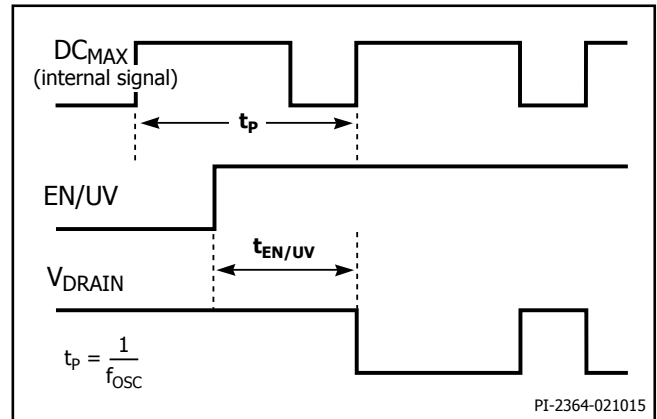 DCMAX
(internal signal)
tP
EN/UV
tEN/UV
VDRAIN
tP = 1
fOSC
PI-2364-021015